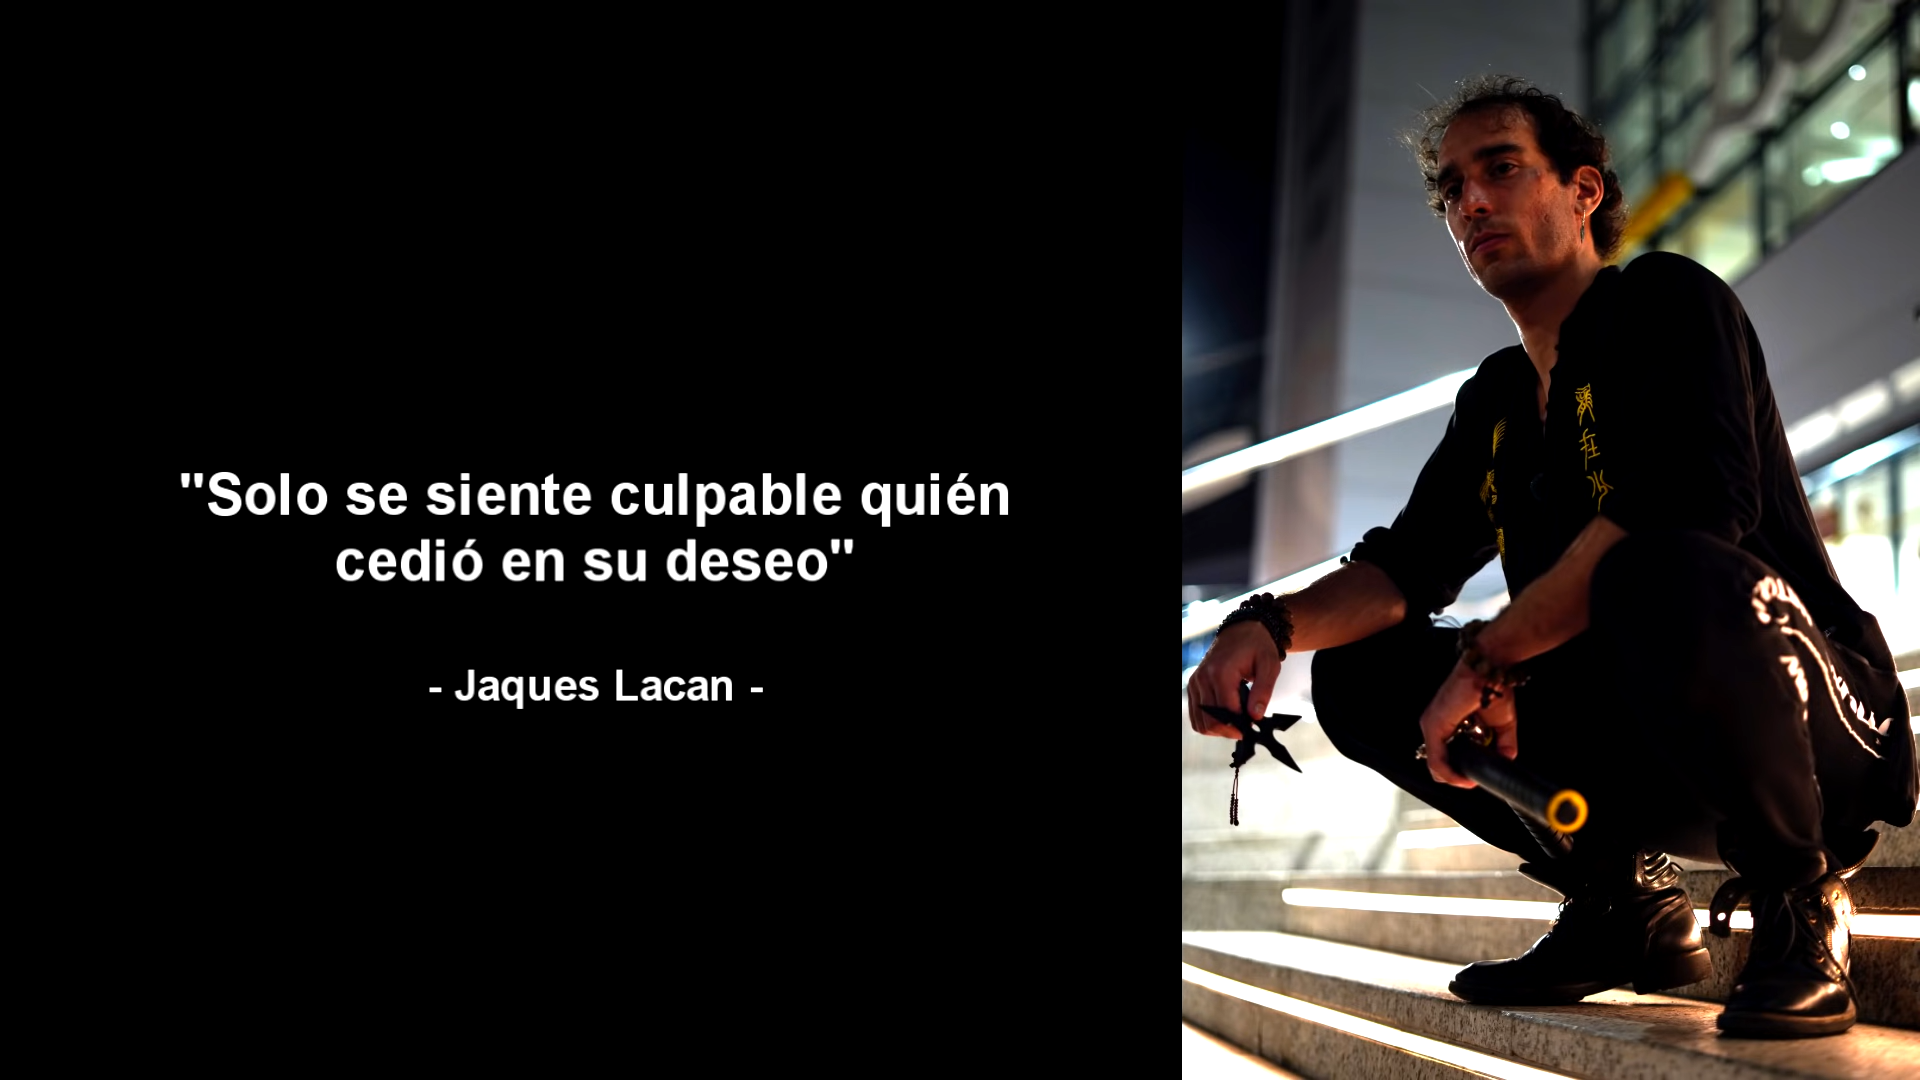 "Solo se siente culpable quién
cedió en su deseo"
- Jaques Lacan -